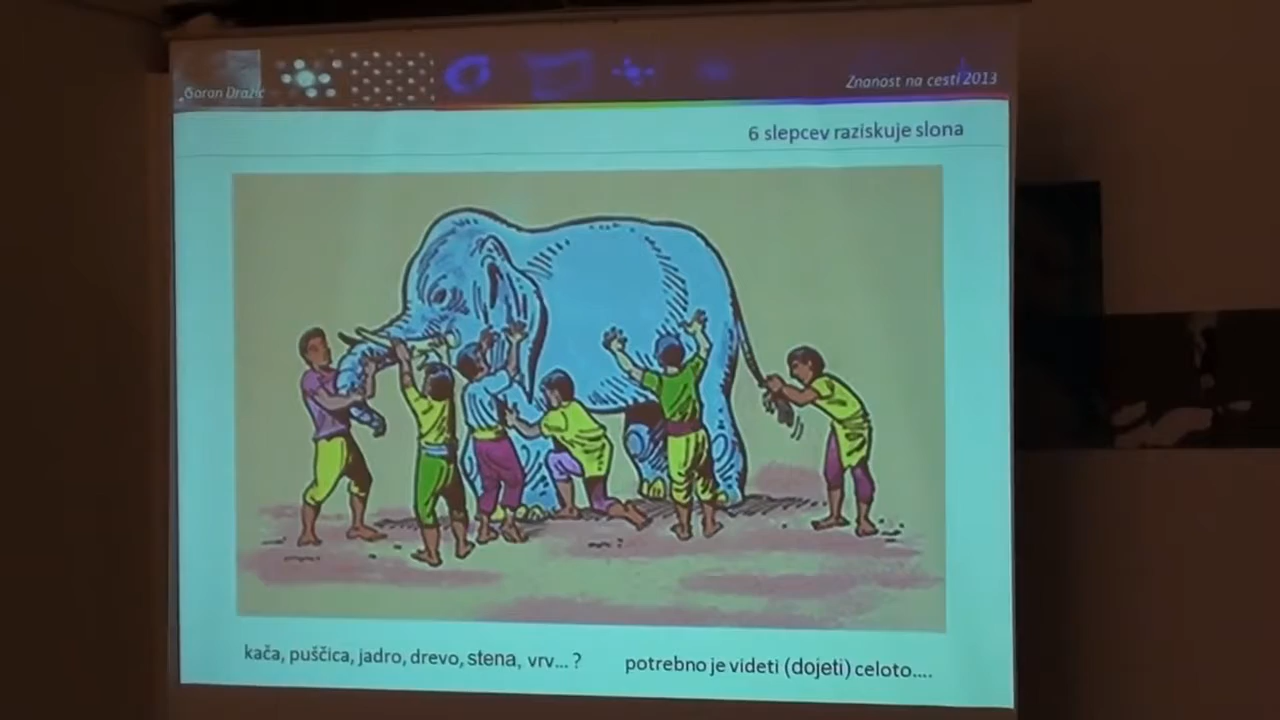 Goran Dražić
Znanost na cesti 2013
6 slepcev raziskuje slona
kača, puščica, jadro, drevo, stena, vrv... ?
potrebno je videti (dojeti) celoto....